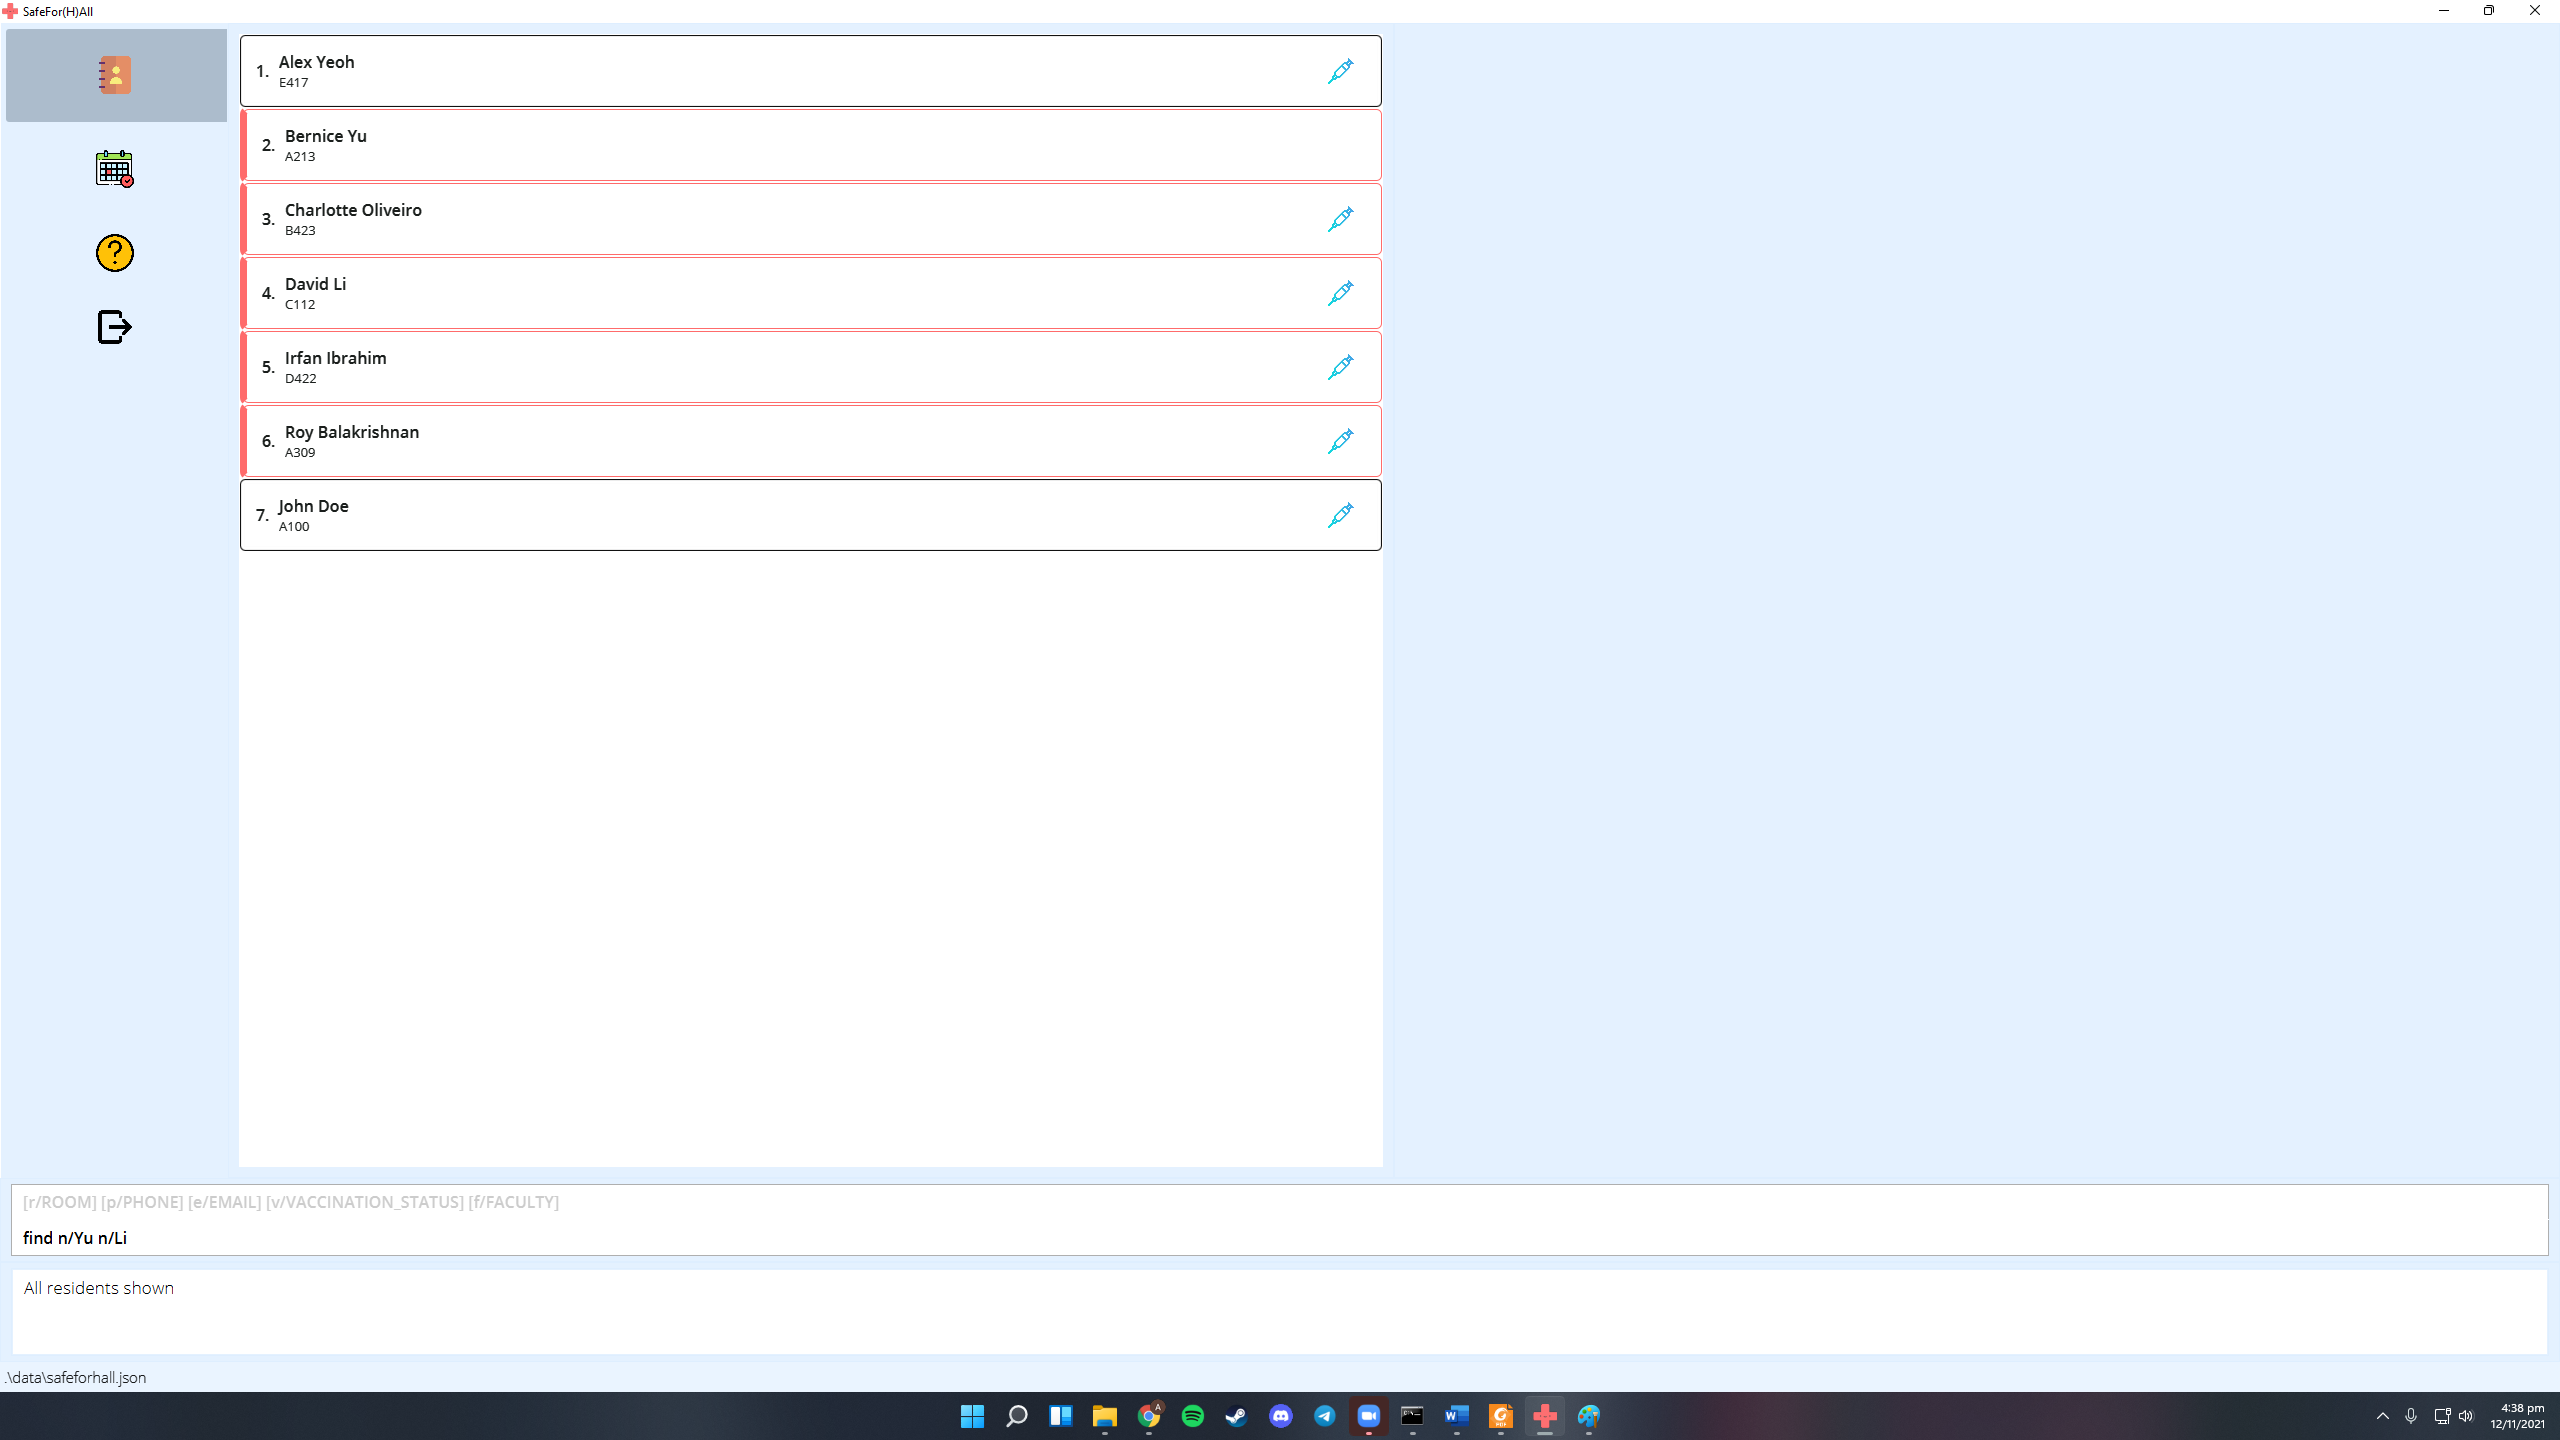 SafeFor(H)All
1. Alex Yeoh
E417
2. Bernice Yu
A213
3. Charlotte Oliveiro
B423
4. David Li
C112
5. Irfan Ibrahim
D422
6. Roy Balakrishnan
A309
7. John Doe
A100
[r/ROOM] [p/PHONE] [e/EMAIL] [v/VACCINATION_STATUS] [f/FACULTY]
find n/Yu n/Li
All residents shown
.\data\safeforhall.json
4:38 pm
12/11/2021